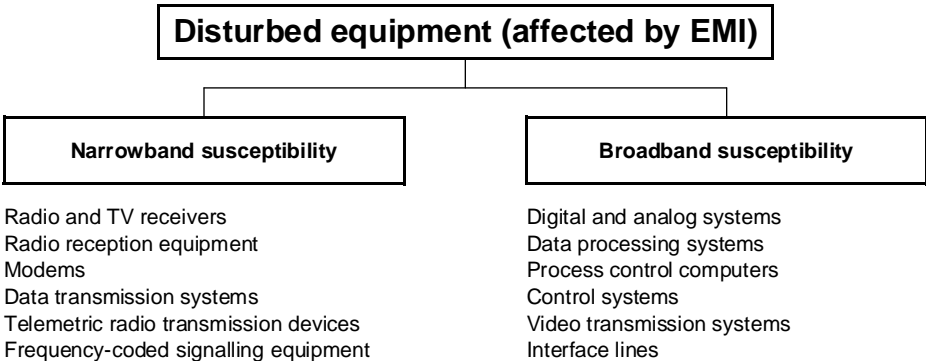 Disturbed equipment (affected by EMI)
Narrowband susceptibility
Broadband susceptibility
Radio and TV receivers
Radio reception equipment
Modems
Data transmission systems
Telemetric radio transmission devices
Frequency-coded signalling equipment
Digital and analog systems
Data processing systems
Process control computers
Control systems
Video transmission systems
Interface lines